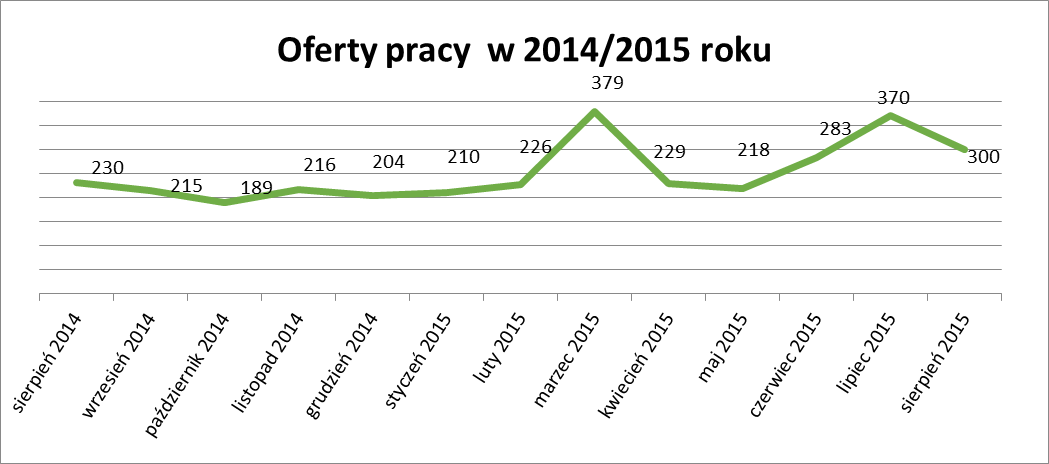 Oferty pracy  w 2014/2015 roku
230
215
189
216
204
210
226
379
229
218
283
370
300
sierpień 2014
wrzesień 2014
październik 2014
listopad 2014
grudzień 2014
styczeń 2015
luty 2015
marzec 2015
kwiecień 2015
maj 2015
czerwiec 2015
lipiec 2015
sierpień 2015